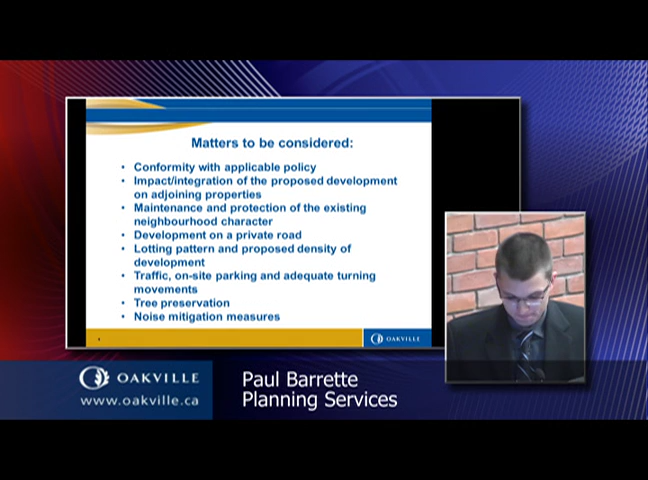 Matters to be considered:
• Conformity with applicable policy
• Impact/integration of the proposed development
on adjoining properties
• Maintenance and protection of the existing
neighbourhood character
• Development on a private road
• Lotting pattern and proposed density of
development
• Traffic, on-site parking and adequate turning
movements
• Tree preservation
• Noise mitigation measures
OAKVILLE
OAKVILLE
www.oakville.ca
Paul Barrette
Planning Services